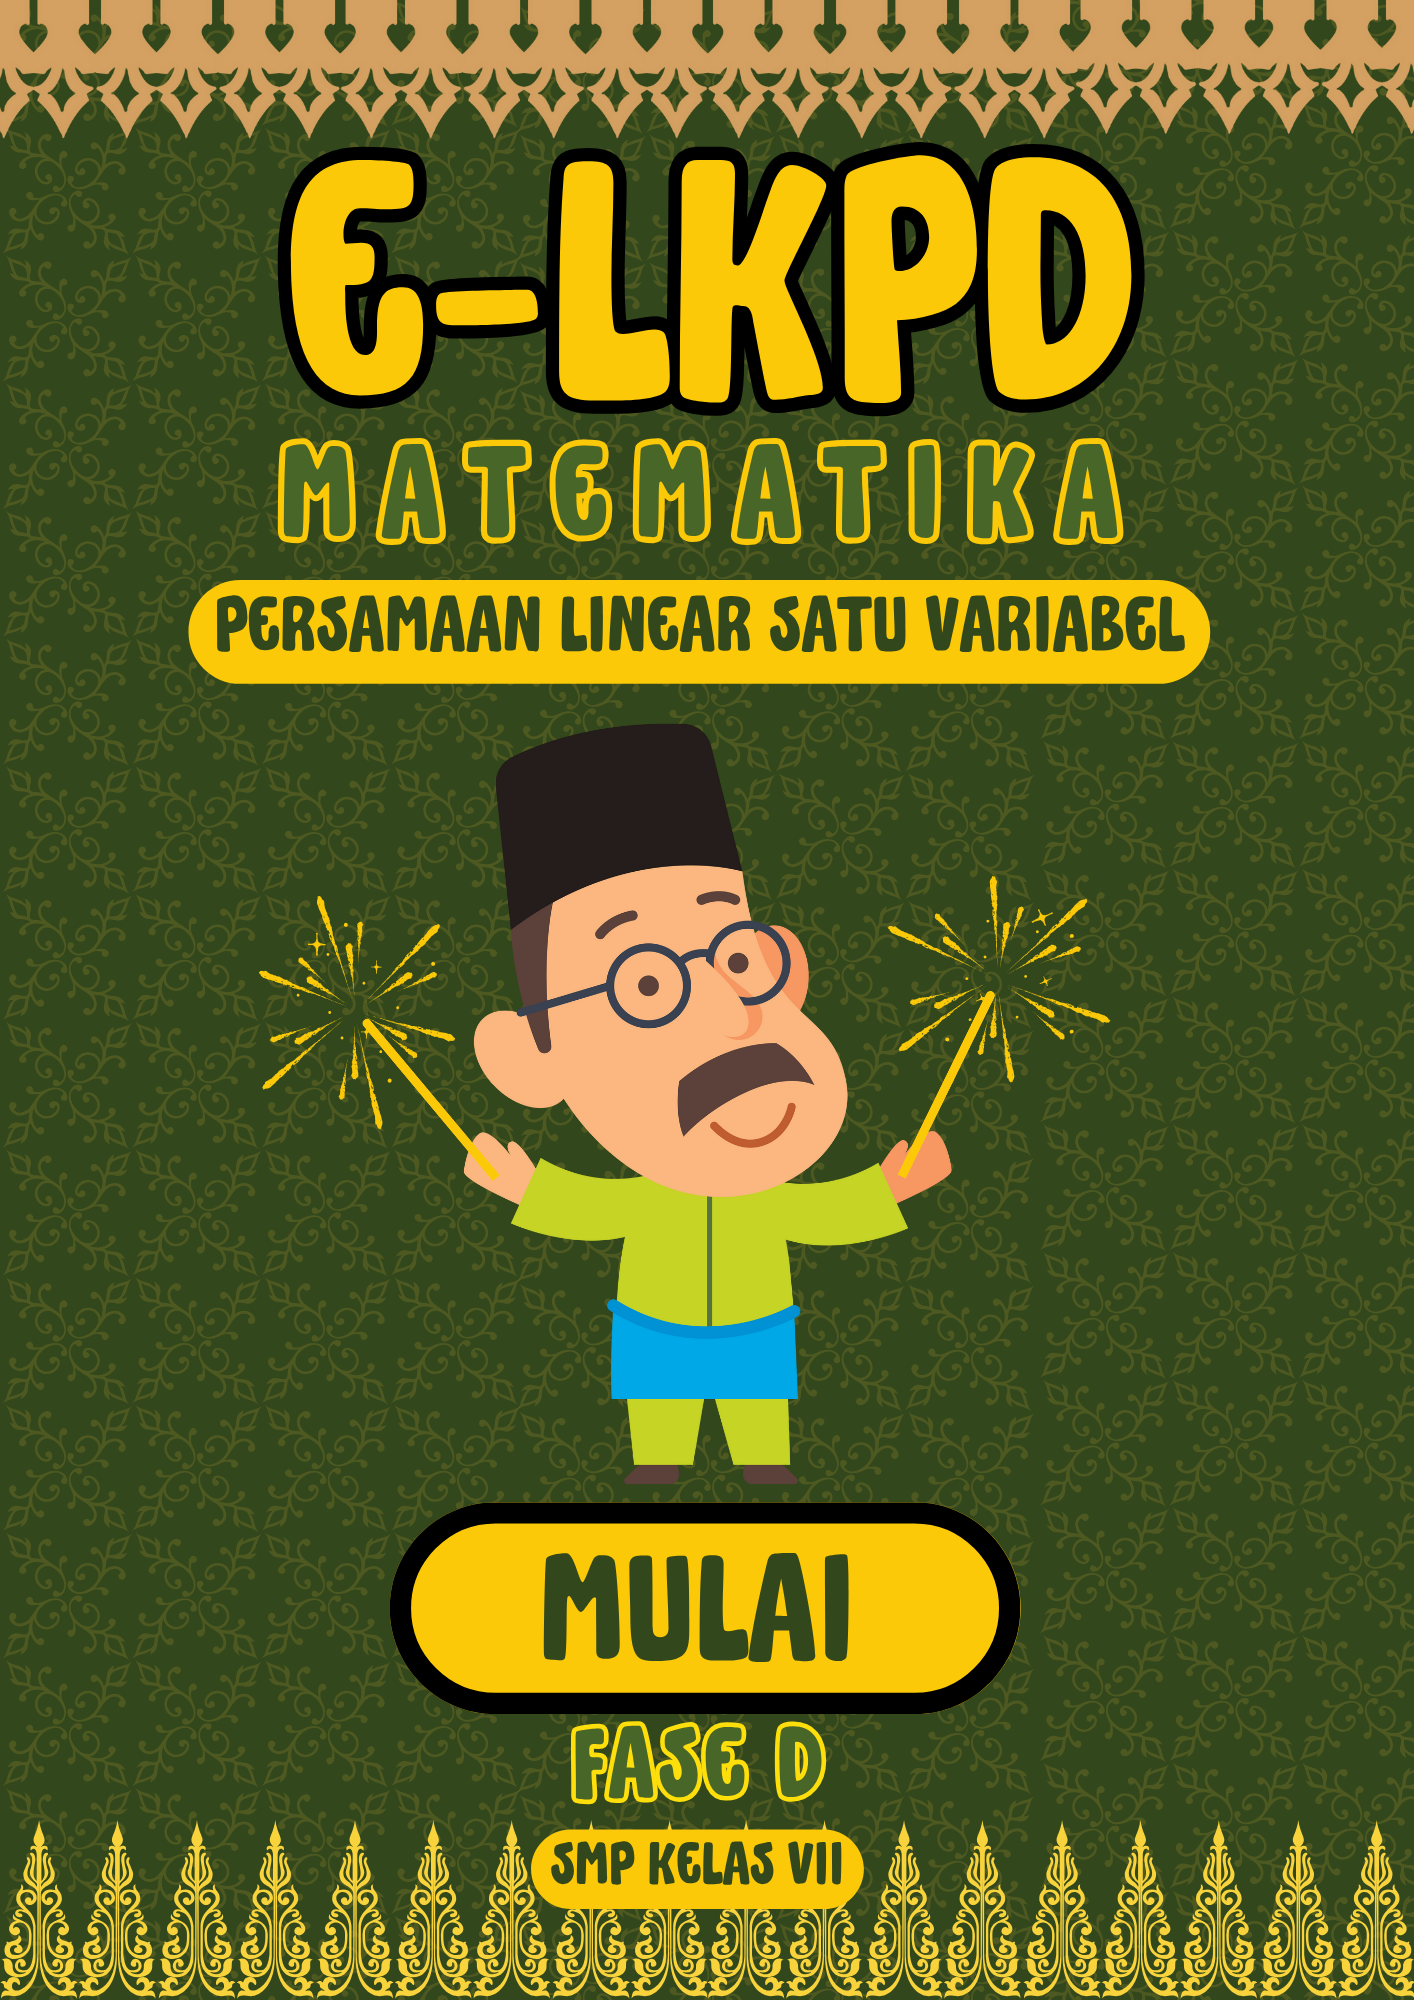 E-LKPD
MATEMATIKA
PERSAMAAN LINEAR SATU VARIABEL
MULAI
FASE D
SMP KELAS VII